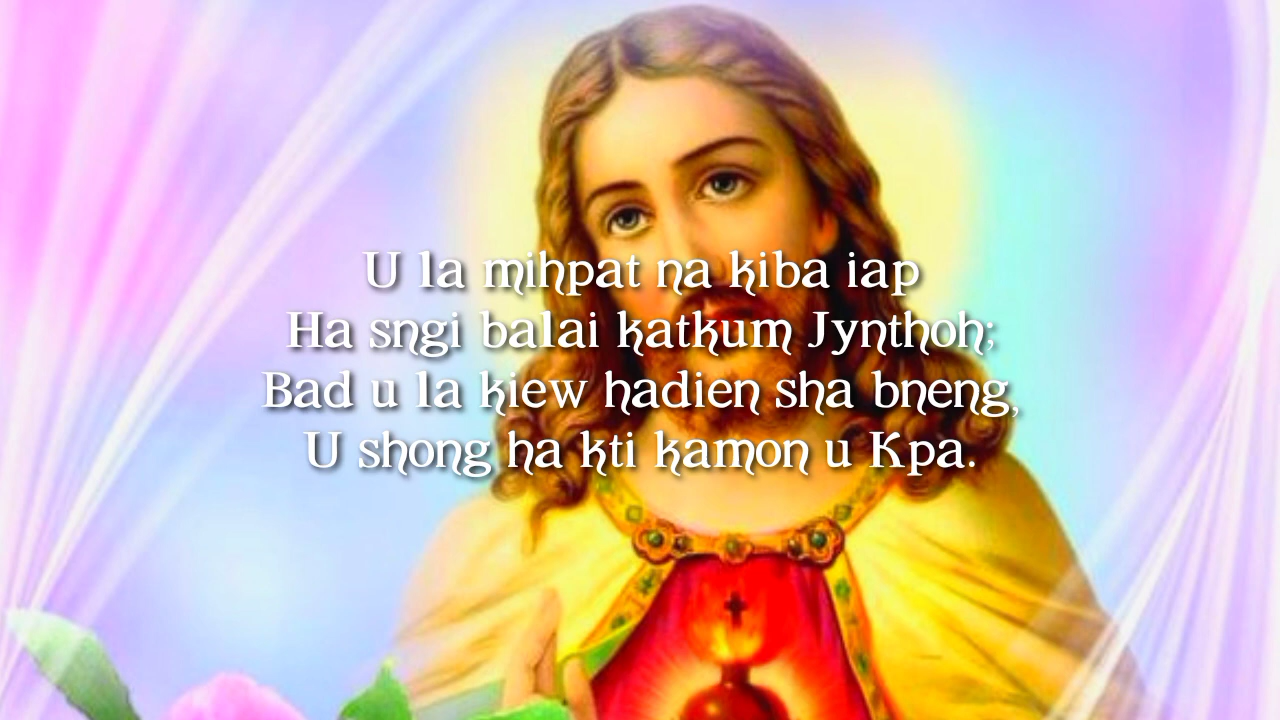 U la mihpat na kiba iap
Ha sngi balai katkum Jynthoh;
Bad u la kiew hadien sha bneng,
U shong ha kti kamon u Kpa.